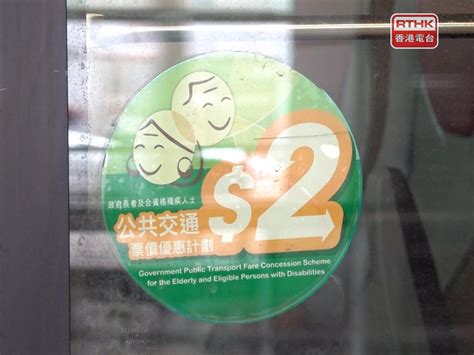 RTHK
香港電台
政府長者及合資格殘疾人士
公共交通
票價優惠計劃
$2
Government Public Transport Fare Concession Scheme
for the Elderly and Eligible Persons with Disabilities
TOYOTA